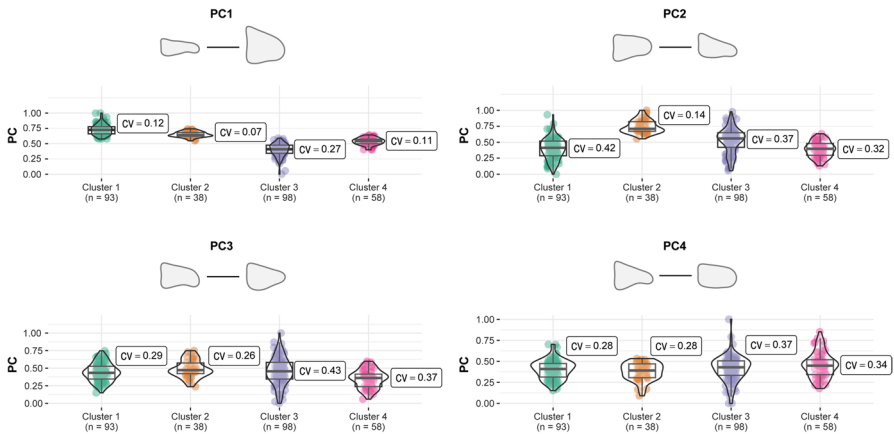 PC1
PC
1.00
0.75
0.50
0.25
0.00
CV = 0.12
CV = 0.07
CV = 0.27
CV = 0.11
Cluster 1 Cluster 2 Cluster 3 Cluster 4
(n = 93) (n = 38) (n = 98) (n = 58)
PC2
1.00
0.75
0.50
0.25
0.00
CV = 0.42
CV = 0.14
CV = 0.37
CV = 0.32
Cluster 1 Cluster 2 Cluster 3 Cluster 4
(n = 93) (n = 38) (n = 98) (n = 58)
PC3
PC
1.00
0.75
0.50
0.25
0.00
CV = 0.29
CV = 0.26
CV = 0.43
CV = 0.37
Cluster 1 Cluster 2 Cluster 3 Cluster 4
(n = 93) (n = 38) (n = 98) (n = 58)
PC4
PC
1.00
0.75
0.50
0.25
0.00
CV = 0.28
CV = 0.28
CV = 0.37
CV = 0.34
Cluster 1 Cluster 2 Cluster 3 Cluster 4
(n = 93) (n = 38) (n = 98) (n = 58)